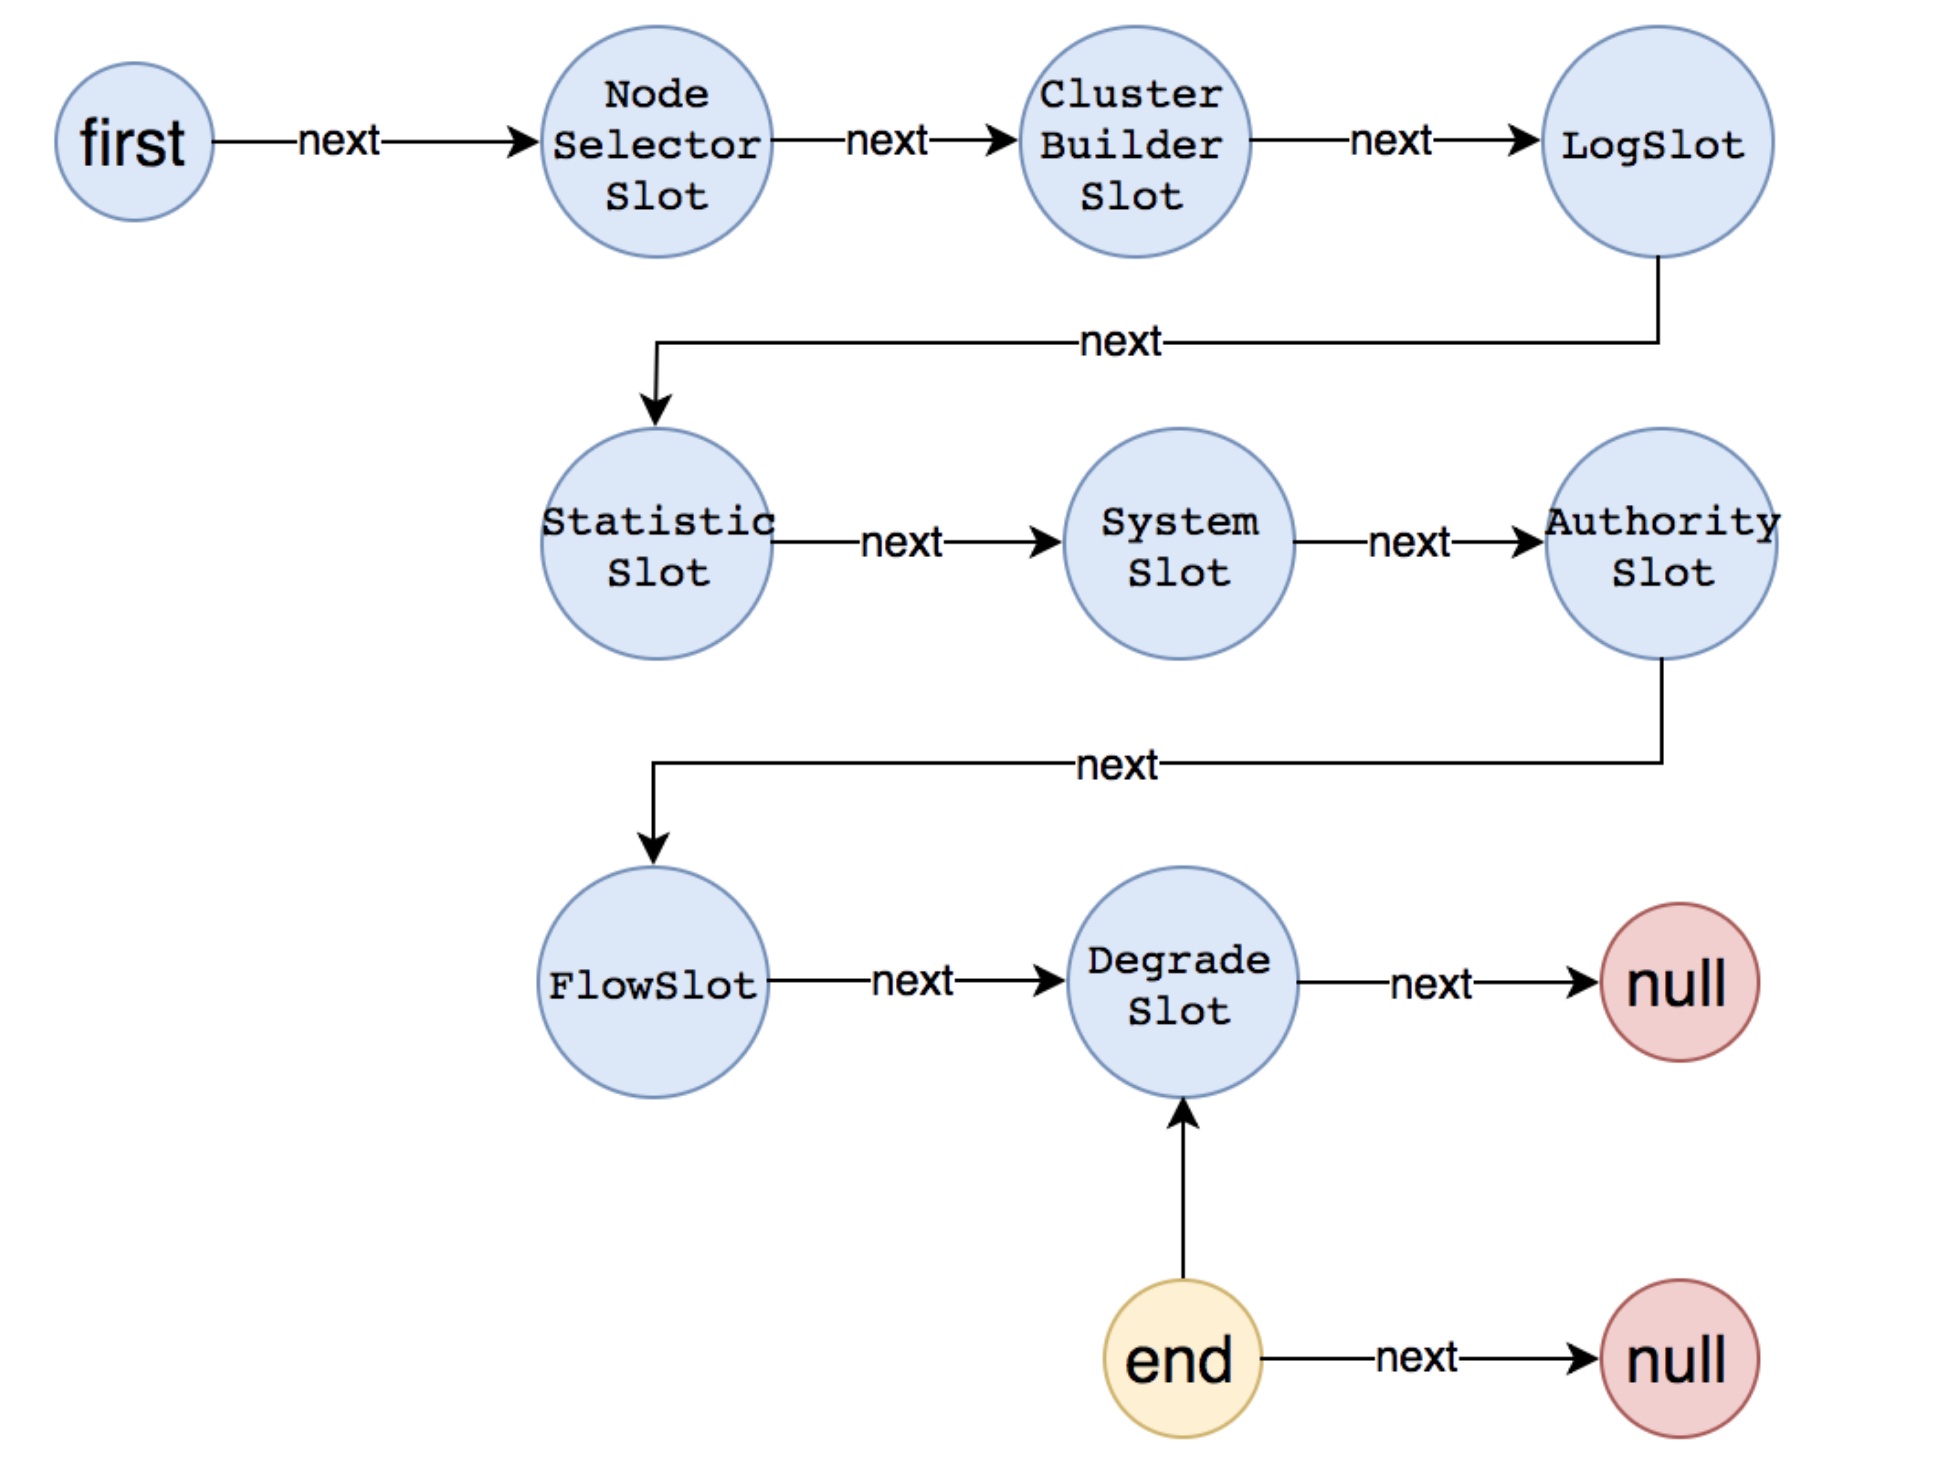 first
next
Node
Selector
Slot
next
Cluster
Builder
Slot
next
LogSlot
next
Statistic
Slot
next
System
Slot
next
Authority
Slot
next
FlowSlot
next
Degrade
Slot
next
null
end
next
null